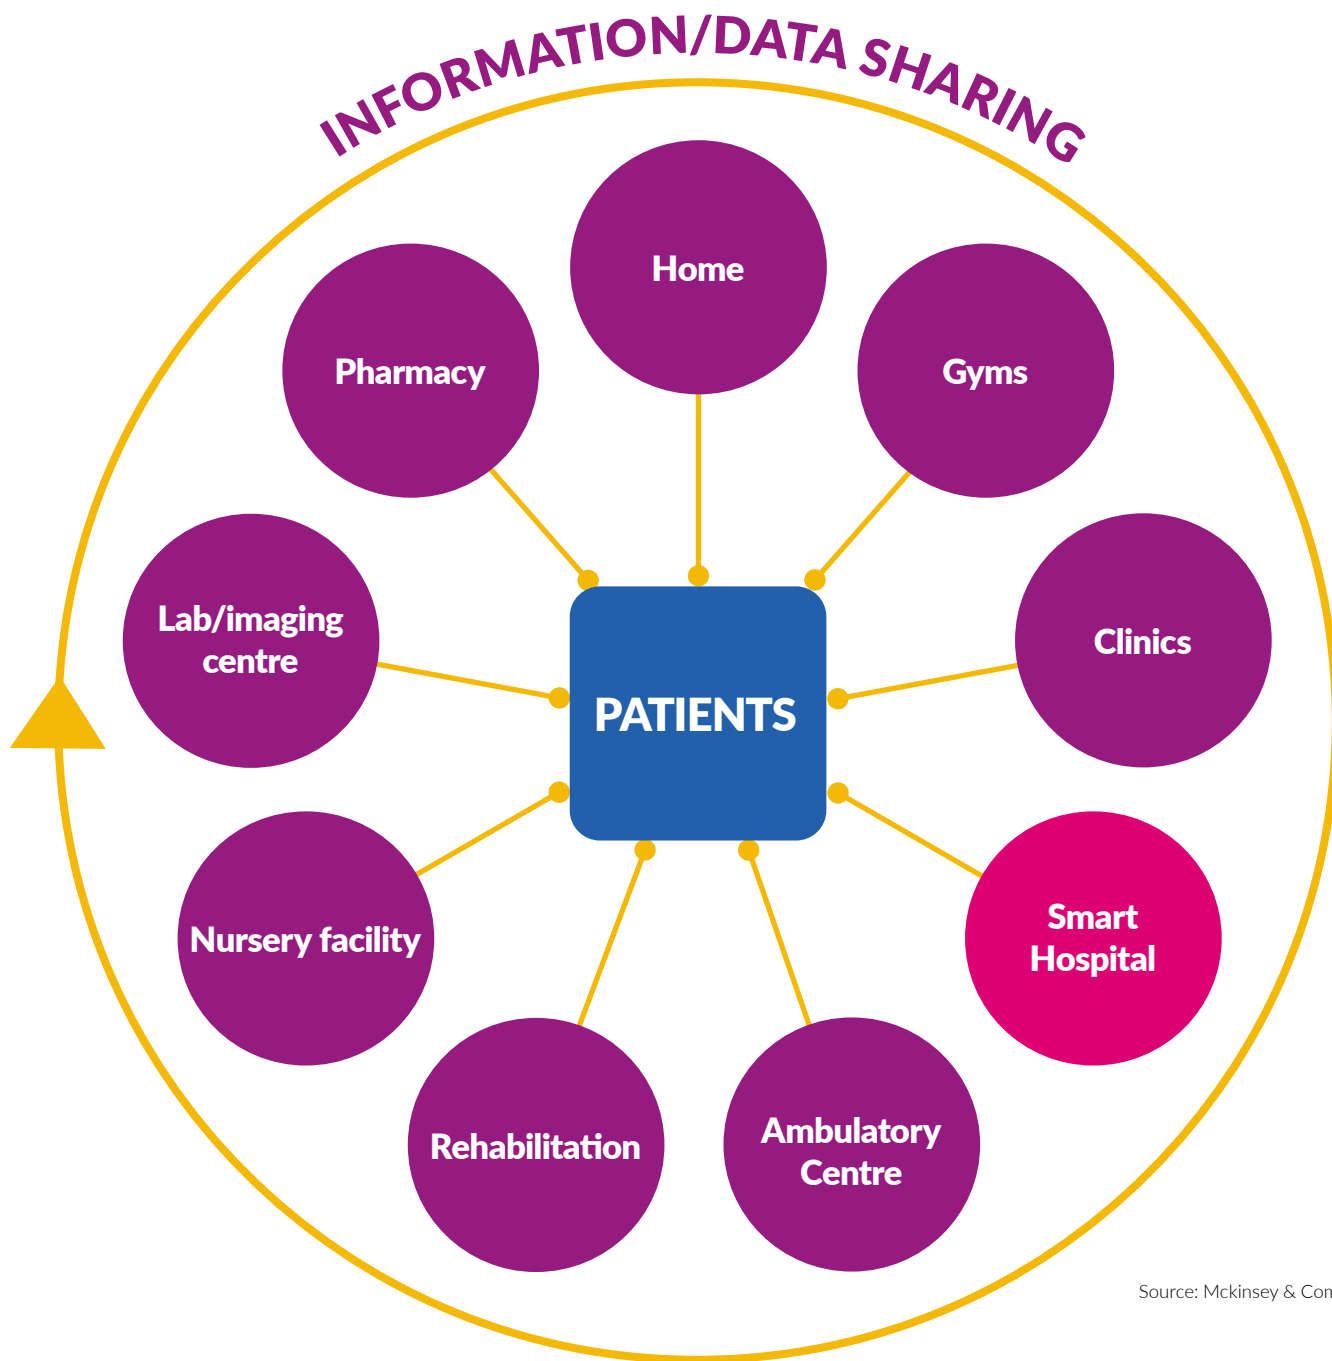 INFORMATION/DATA SHARING
Home
Pharmacy
Gyms
Lab/imaging
centre
Clinics
PATIENTS
Nursery facility
Smart
Hospital
Rehabilitation
Ambulatory
Centre
Source: Mckinsey &